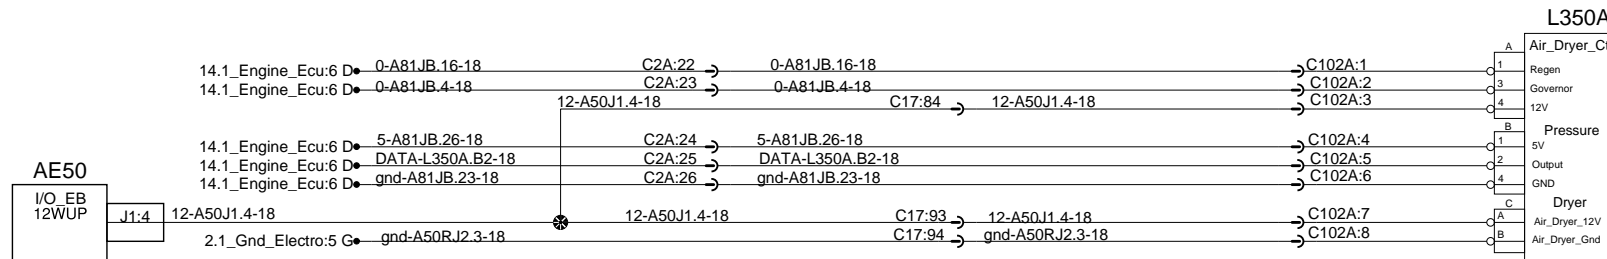 L350A
A Air_Dryer_Ct
14.1_Engine_Ecu:6 D 0-A81JB.16-18 C2A:22 0-A81JB.16-18 C102A:1 1 Regen
14.1_Engine_Ecu:6 D 0-A81JB.4-18 C2A:23 0-A81JB.4-18 C102A:2 3 Governor
12-A50J1.4-18 C17:84 12-A50J1.4-18 C102A:3 4 12V
B Pressure
14.1_Engine_Ecu:6 D 5-A81JB.26-18 C2A:24 5-A81JB.26-18 C102A:4 1 5V
14.1_Engine_Ecu:6 D DATA-L350A.B2-18 C2A:25 DATA-L350A.B2-18 C102A:5 2 Output
14.1_Engine_Ecu:6 D gnd-A81JB.23-18 C2A:26 gnd-A81JB.23-18 C102A:6 4 GND
AE50
I/O_EB
12WUP
C Dryer
J1:4 12-A50J1.4-18 12-A50J1.4-18 C17:93 12-A50J1.4-18 C102A:7 A Air_Dryer_12V
2.1_Gnd_Electro:5 G gnd-A50RJ2.3-18 C17:94 gnd-A50RJ2.3-18 C102A:8 B Air_Dryer_Gnd